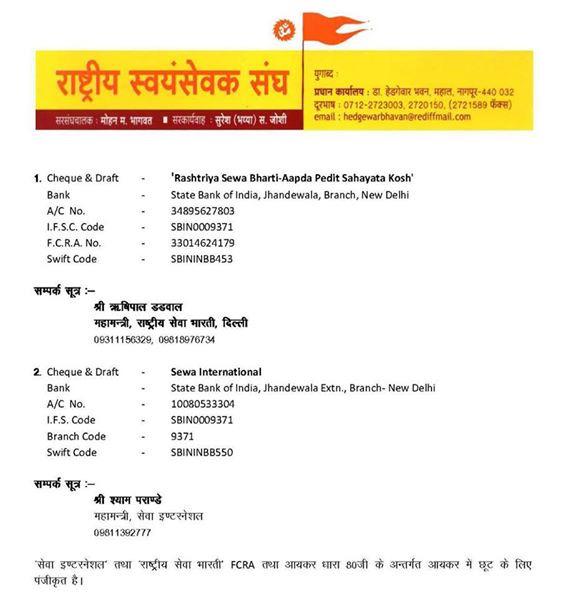 ॐ
राष्ट्रीय स्वयंसेवक संघ
सरसंघचालक : मोहन म. भागवत ■ सरकार्यवाह : सुरेश (भय्या) स. जोशी
युगाब्द :
प्रधान कार्यालय : डा. हेडगेवार भवन, महाल, नागपूर-440 032
दूरभाष : 0712-2723003, 2720150, (2721589 फॅक्स)
email : hedgewarbhavan@rediffmail.com
1. Cheque & Draft - 'Rashtriya Sewa Bharti-Aapda Pedit Sahayata Kosh'
Bank - State Bank of India, Jhandewala, Branch, New Delhi
A/C No. - 34895627803
I.F.S.C. Code - SBIN0009371
F.C.R.A. No. - 33014624179
Swift Code - SBININBB453
सम्पर्क सूत्र :–
श्री ऋषिपाल डडवाल
महामन्त्री, राष्ट्रीय सेवा भारती, दिल्ली
09311156329, 09818976734
2. Cheque & Draft - Sewa International
Bank - State Bank of India, Jhandewala Extn., Branch- New Delhi
A/C No. - 10080533304
I.F.S. Code - SBIN0009371
Branch Code - 9371
Swift Code - SBININBB550
सम्पर्क सूत्र :–
श्री श्याम पराण्डे
महामन्त्री, सेवा इण्टरनेशल
09811392777
'सेवा इण्टरनेशल' तथा 'राष्ट्रीय सेवा भारती' FCRA तथा आयकर धारा 80जी के अन्तर्गत आयकर में छूट के लिए
पंजीकृत है।